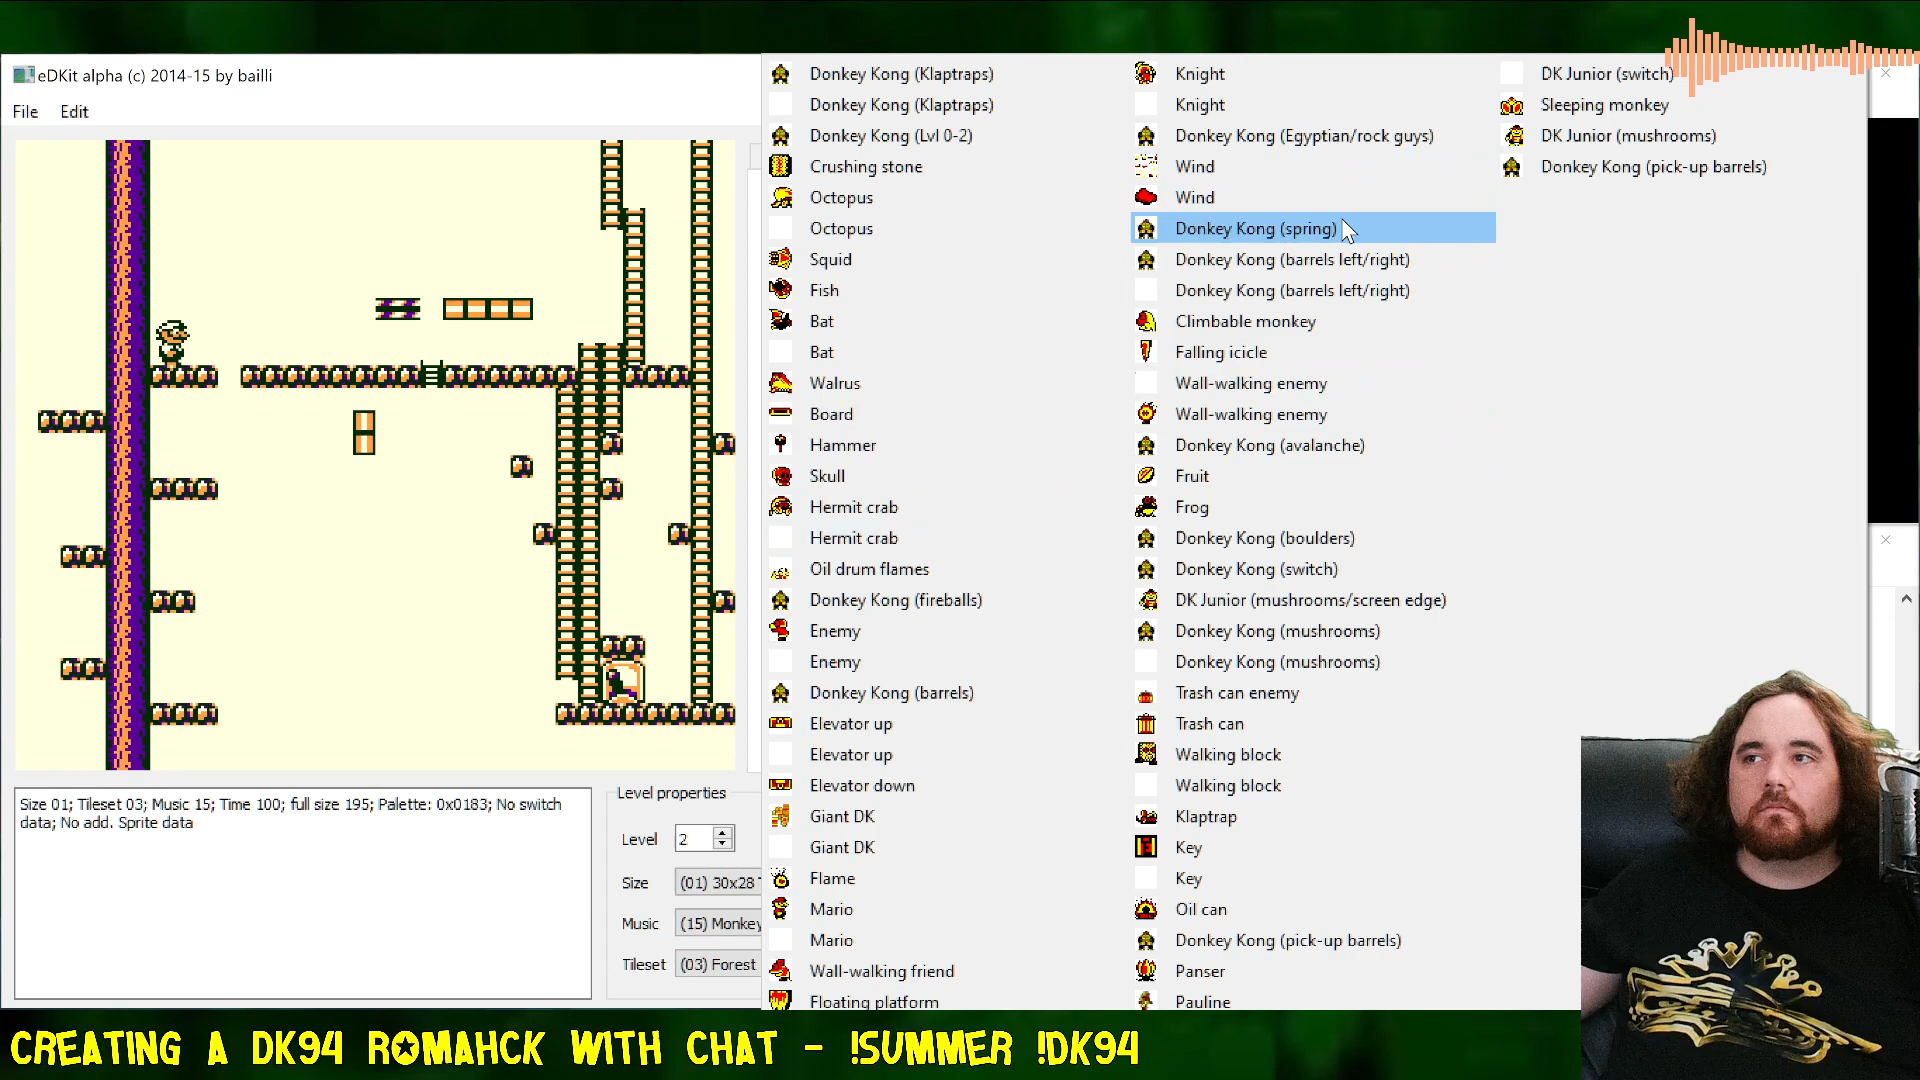 eDKit alpha (c) 2014-15 by bailli
File Edit
Donkey Kong (Klaptraps)
Donkey Kong (Klaptraps)
Donkey Kong (Lvl 0-2)
Crushing stone
Octopus
Octopus
Squid
Fish
Bat
Bat
Walrus
Board
Hammer
Skull
Hermit crab
Hermit crab
Oil drum flames
Donkey Kong (fireballs)
Enemy
Enemy
Donkey Kong (barrels)
Elevator up
Elevator up
Elevator down
Giant DK
Giant DK
Flame
Mario
Mario
Wall-walking friend
Floating platform
Knight
Knight
Donkey Kong (Egyptian/rock guys)
Wind
Wind
Donkey Kong (spring)
Donkey Kong (barrels left/right)
Donkey Kong (barrels left/right)
Climbable monkey
Falling icicle
Wall-walking enemy
Wall-walking enemy
Donkey Kong (avalanche)
Fruit
Frog
Donkey Kong (boulders)
Donkey Kong (switch)
DK Junior (mushrooms/screen edge)
Donkey Kong (mushrooms)
Donkey Kong (mushrooms)
Trash can enemy
Trash can
Walking block
Walking block
Klaptrap
Key
Key
Oil can
Donkey Kong (pick-up barrels)
Panser
Pauline
DK Junior (switch)
Sleeping monkey
DK Junior (mushrooms)
Donkey Kong (pick-up barrels)
Size 01; Tileset 03; Music 15; Time 100; full size 195; Palette: 0x0183; No switch
data; No add. Sprite data
Level properties
Level 2
Size (01) 30x28
Music (15) Monkey
Tileset (03) Forest
CREATING A DK94 ROMAHCK WITH CHAT - !SUMMER !DK94